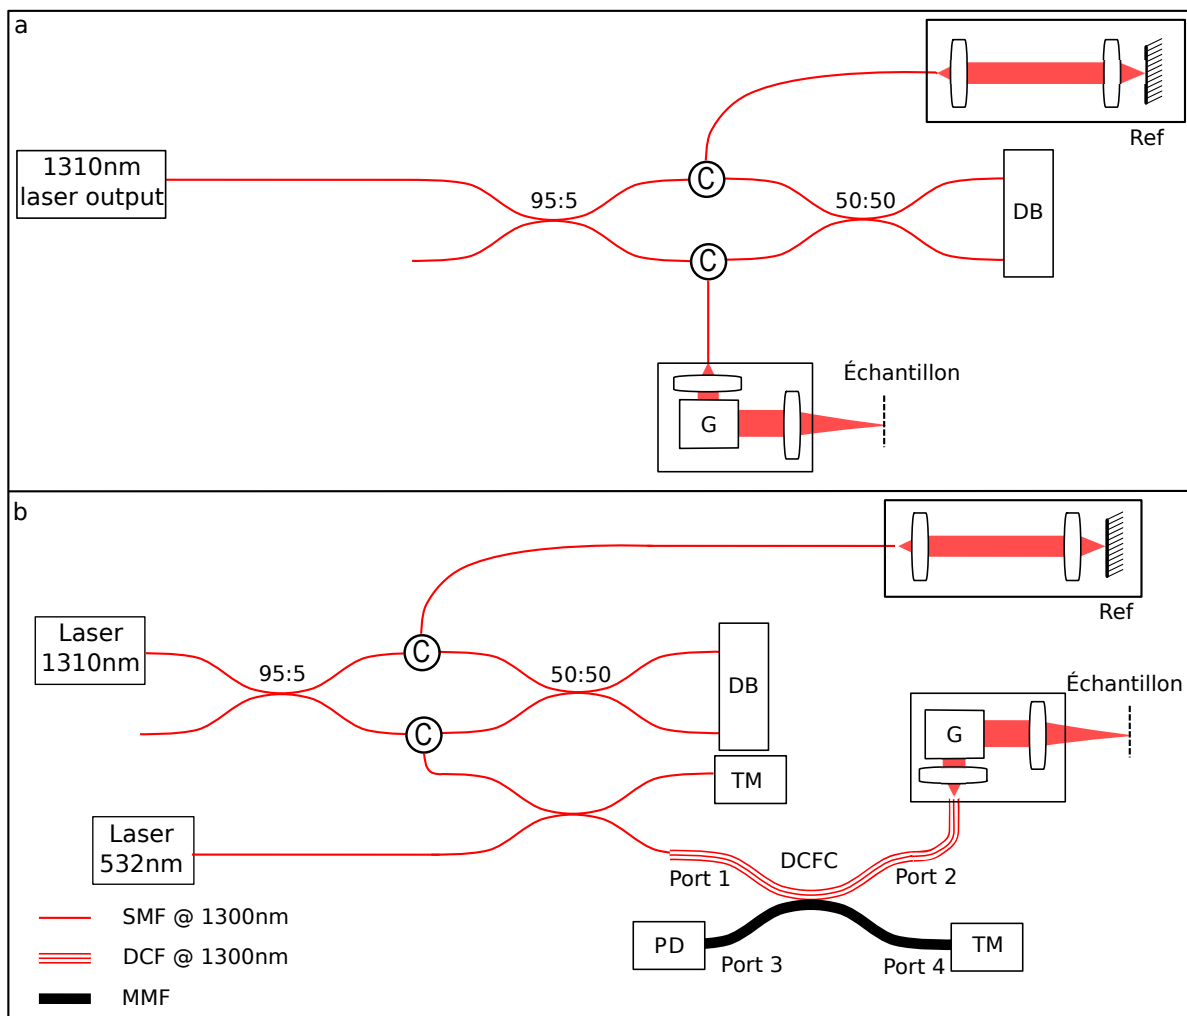 a
Ref
1310nm
laser output
95:5
C
50:50
DB
C
G
Échantillon
b
Ref
Laser
1310nm
95:5
C
50:50
DB
C
Échantillon
G
TM
Laser
532nm
DCFC
Port 1
Port 2
SMF @ 1300nm
DCF @ 1300nm
MMF
PD
TM
Port 3
Port 4